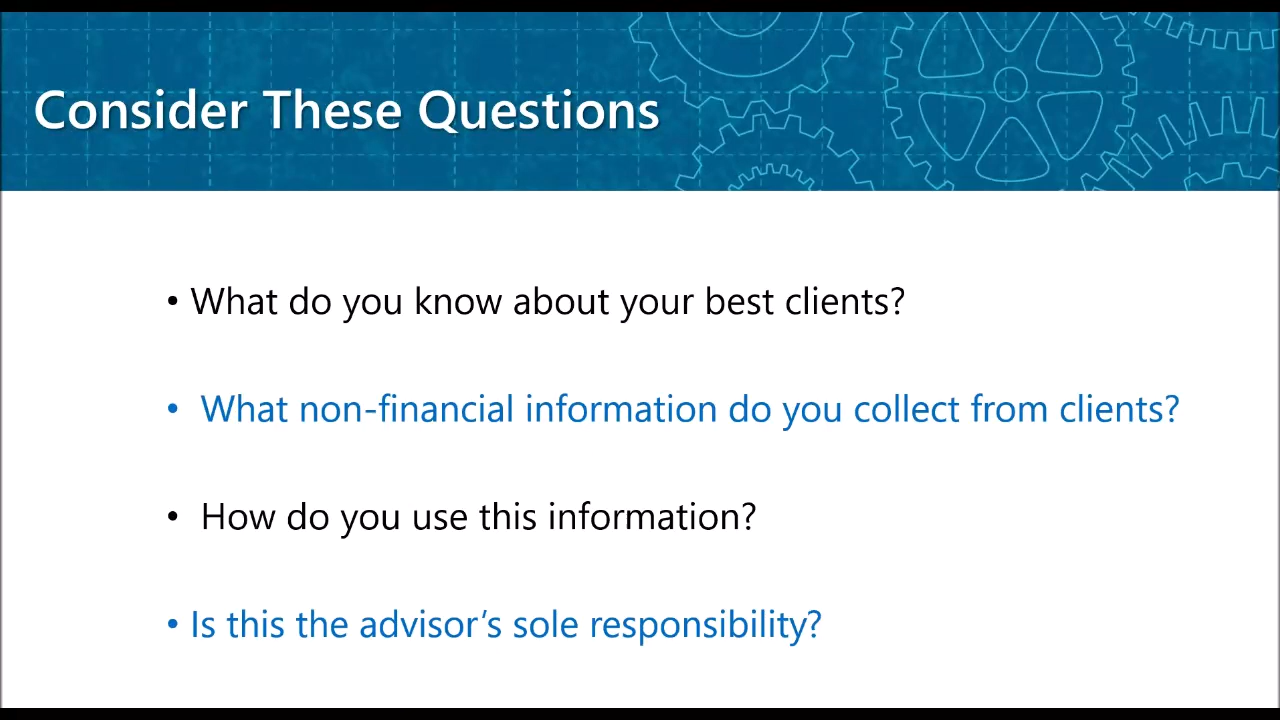 Consider These Questions
• What do you know about your best clients?
• What non-financial information do you collect from clients?
• How do you use this information?
• Is this the advisor’s sole responsibility?